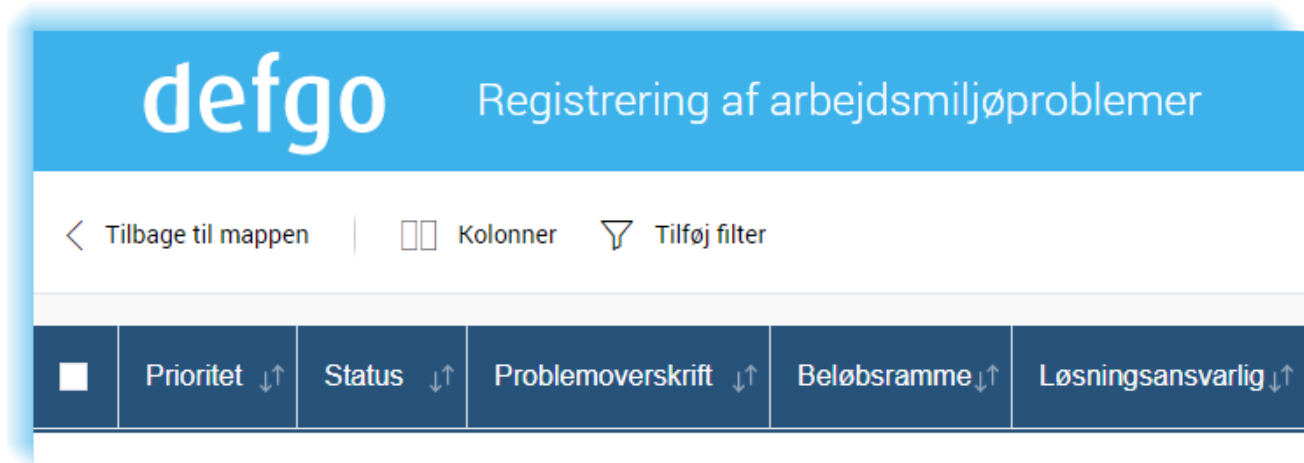 defgo Registrering af arbejdsmiljøproblemer
Tilbage til mappen Kolonner Tilføj filter
Prioritet Status Problemoverskrift Beløbsramme Løsningsansvarlig